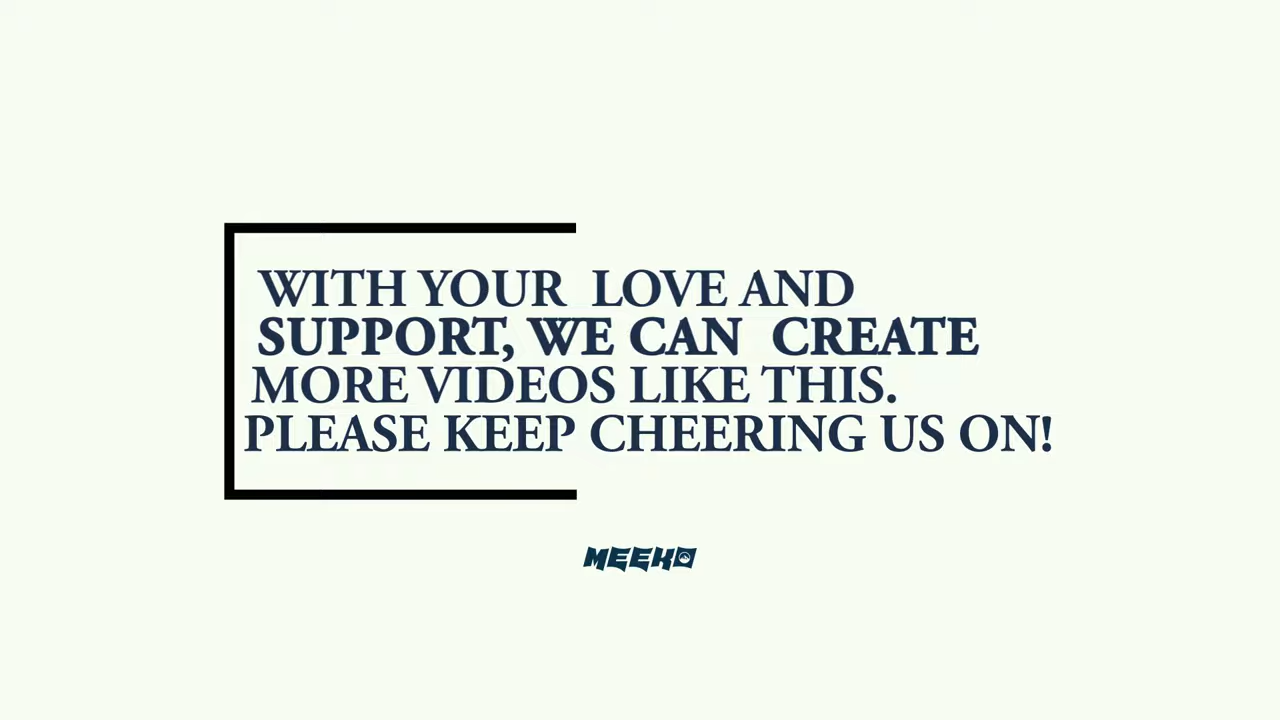 WITH YOUR LOVE AND
SUPPORT, WE CAN CREATE
MORE VIDEOS LIKE THIS.
PLEASE KEEP CHEERING US ON!
MEEKO